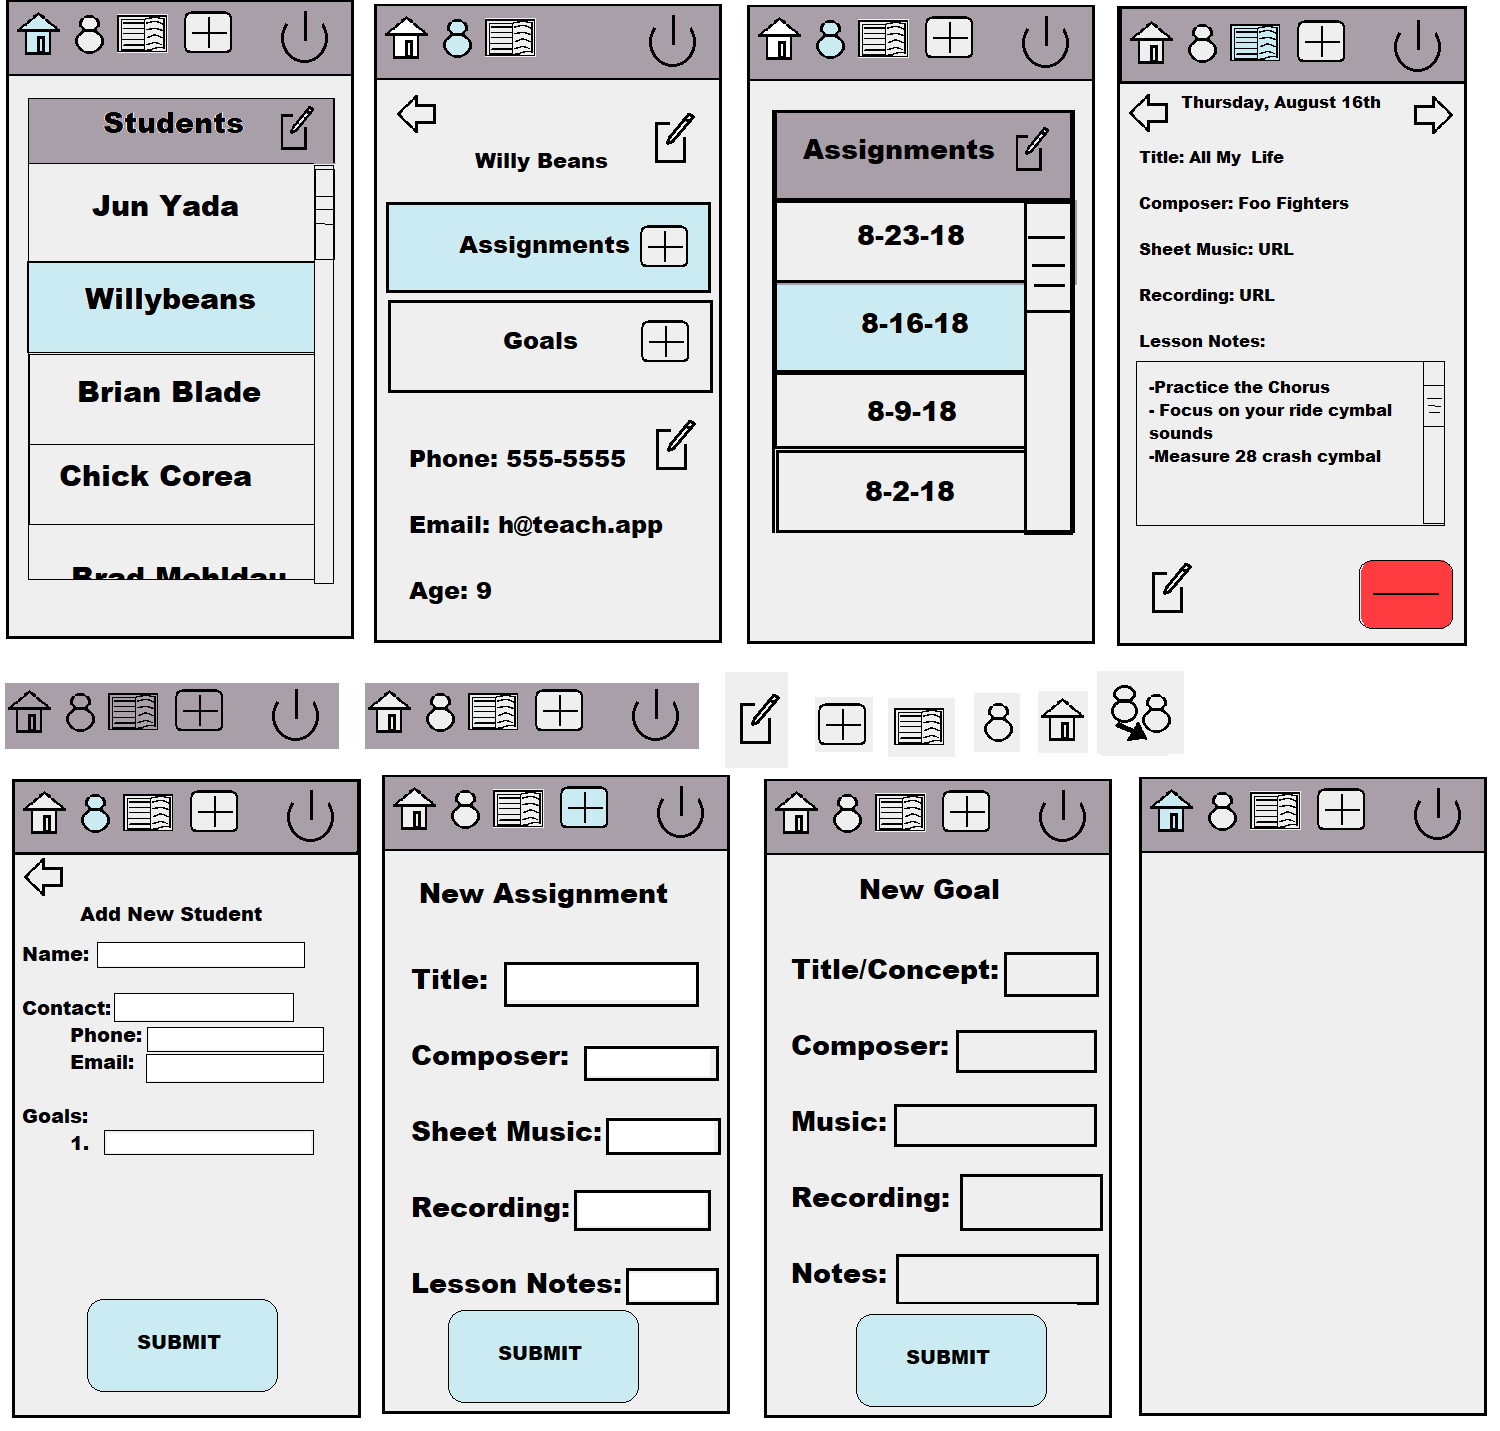 Students
Jun Yada
Willybeans
Brian Blade
Chick Corea
Brad Mehldau
Willy Beans
Assignments
Goals
Phone: 555-5555
Email: h@teach.app
Age: 9
Assignments
8-23-18
8-16-18
8-9-18
8-2-18
Thursday, August 16th
Title: All My Life
Composer: Foo Fighters
Sheet Music: URL
Recording: URL
Lesson Notes:
-Practice the Chorus
- Focus on your ride cymbal
sounds
-Measure 28 crash cymbal
Add New Student
Name:
Contact:
Phone:
Email:
Goals:
1.
SUBMIT
New Assignment
Title:
Composer:
Sheet Music:
Recording:
Lesson Notes:
SUBMIT
New Goal
Title/Concept:
Composer:
Music:
Recording:
Notes:
SUBMIT